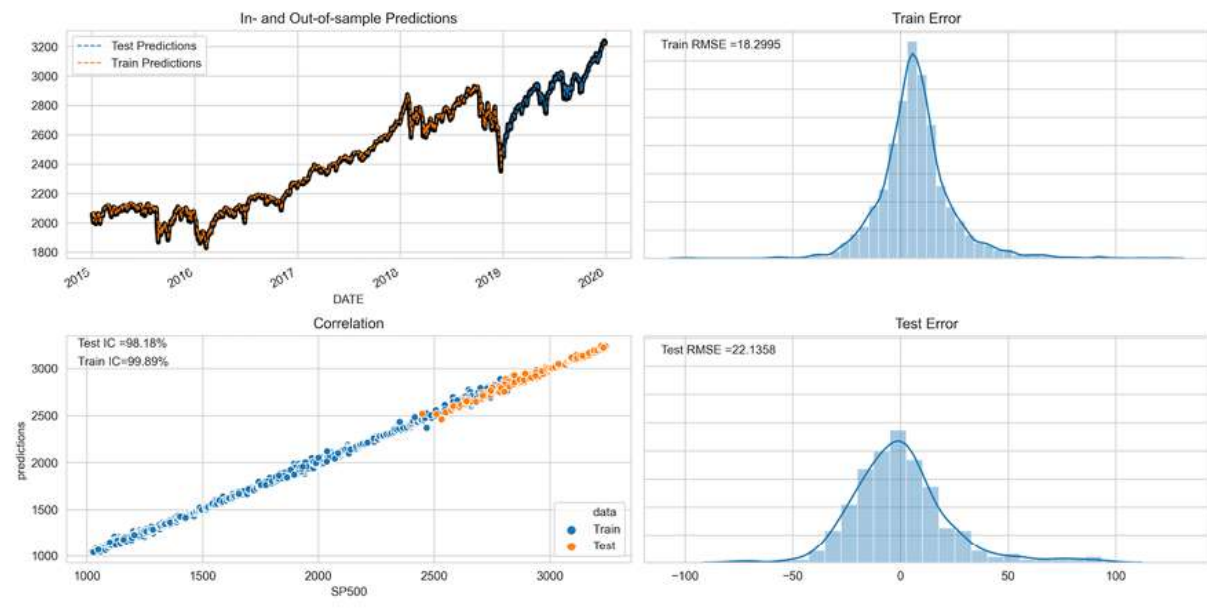 In- and Out-of-sample Predictions
Test Predictions
Train Predictions
3200
3000
2800
2600
2400
2200
2000
1800
2015
2016
2017
2018
2019
2020
DATE
Train Error
Train RMSE =18.2995
Correlation
Test IC =98.18%
Train IC=99.89%
3000
2500
2000
1500
1000
predictions
data
Train
Test
1000
1500
2000
2500
3000
SP500
Test Error
Test RMSE =22.1358
−100
−50
0
50
100